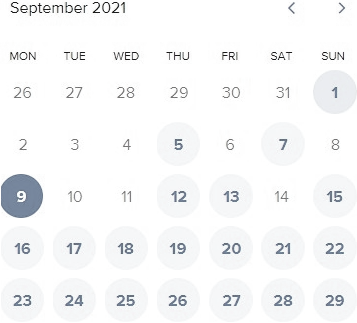 September 2021
MON TUE WED THU FRI SAT SUN
26 27 28 29 30 31 1
2 3 4 5 6 7 8
9 10 11 12 13 14 15
16 17 18 19 20 21 22
23 24 25 26 27 28 29